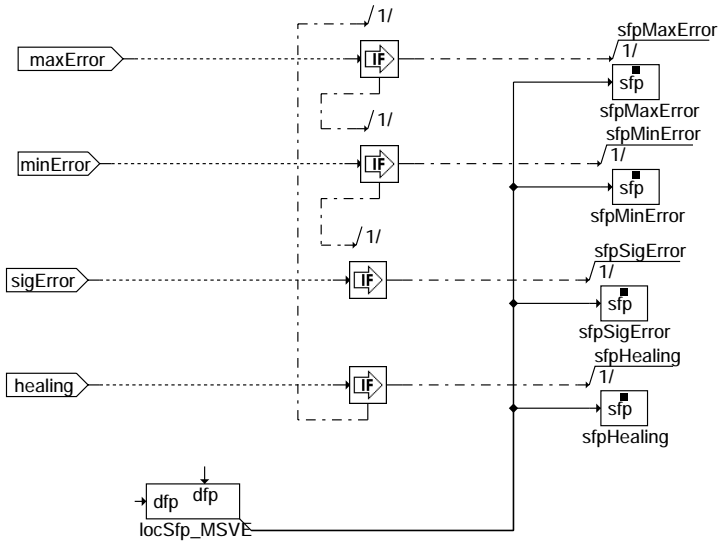 1/
sfpMaxError
maxError
IF
1/
sfp
sfpMaxError
1/
sfpMinError
minError
IF
1/
sfp
sfpMinError
1/
sfpSigError
sigError
IF
1/
sfp
sfpSigError
sfpHealing
healing
IF
1/
sfp
sfpHealing
dfp
dfp
locSfp_MSVE